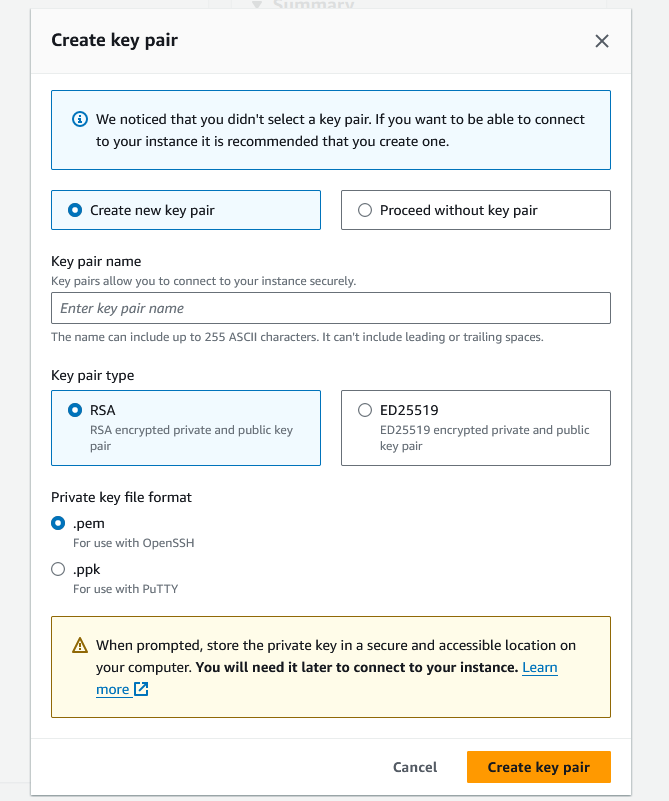 Summary
Create key pair
We noticed that you didn't select a key pair. If you want to be able to connect
to your instance it is recommended that you create one.
Create new key pair
Proceed without key pair
Key pair name
Key pairs allow you to connect to your instance securely.
Enter key pair name
The name can include up to 255 ASCII characters. It can't include leading or trailing spaces.
Key pair type
RSA
RSA encrypted private and public key
pair
ED25519
ED25519 encrypted private and public
key pair
Private key file format
.pem
For use with OpenSSH
.ppk
For use with PuTTY
When prompted, store the private key in a secure and accessible location on
your computer. You will need it later to connect to your instance. Learn
more
Cancel
Create key pair